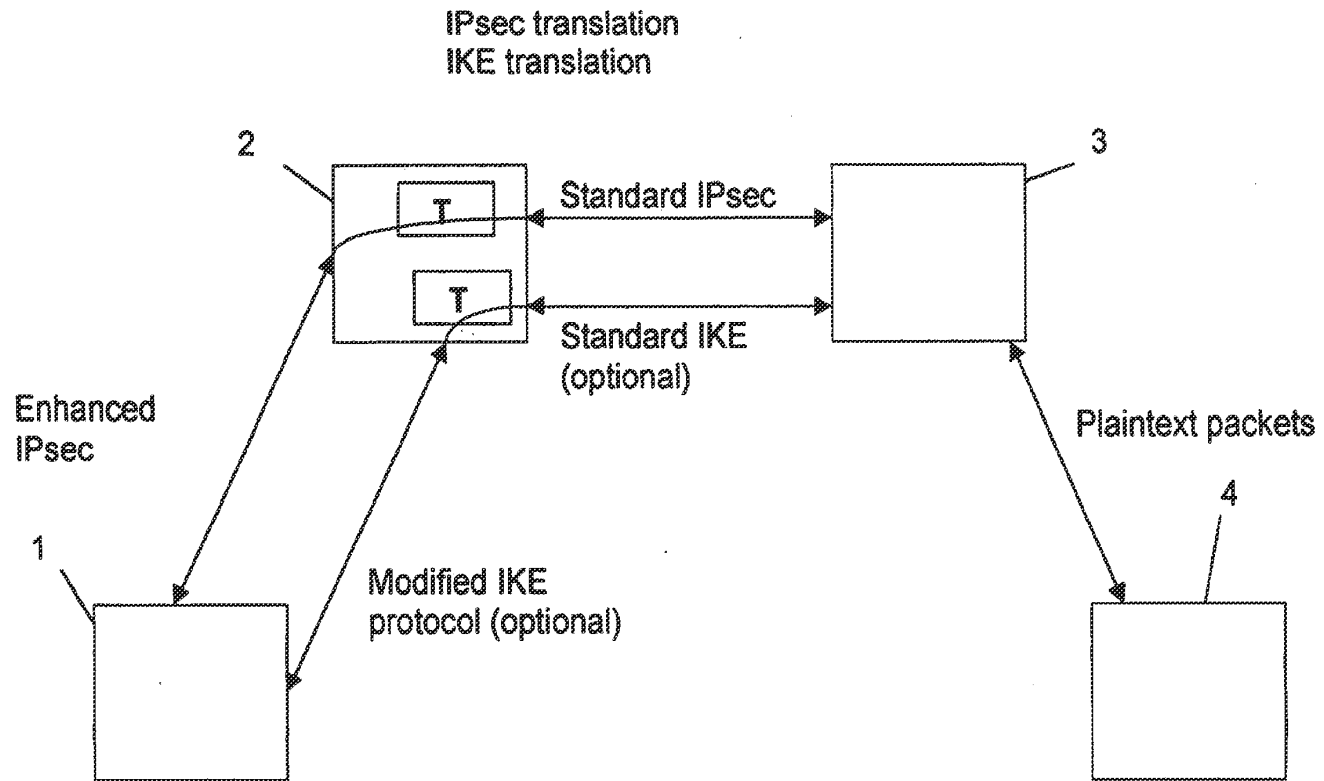 IPsec translation
IKE translation
2
3
T
Standard IPsec
T
Standard IKE
(optional)
Enhanced
IPsec
Plaintext packets
4
1
Modified IKE
protocol (optional)